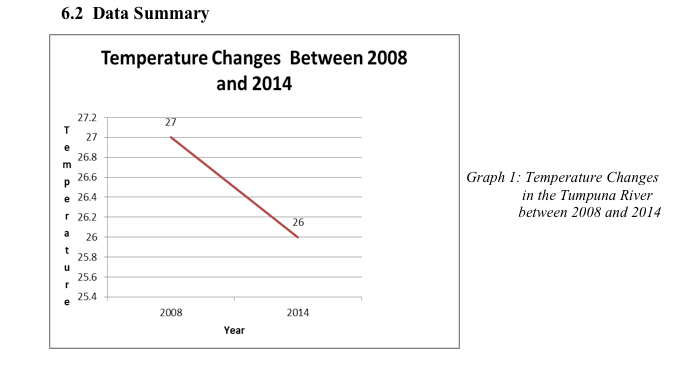 6.2 Data Summary
Temperature Changes Between 2008
and 2014
Temperature
27.2
27
26.8
26.6
26.4
26.2
26
25.8
25.6
25.4
27
26
2008 2014
Year
Graph 1: Temperature Changes
in the Tumpuna River
between 2008 and 2014